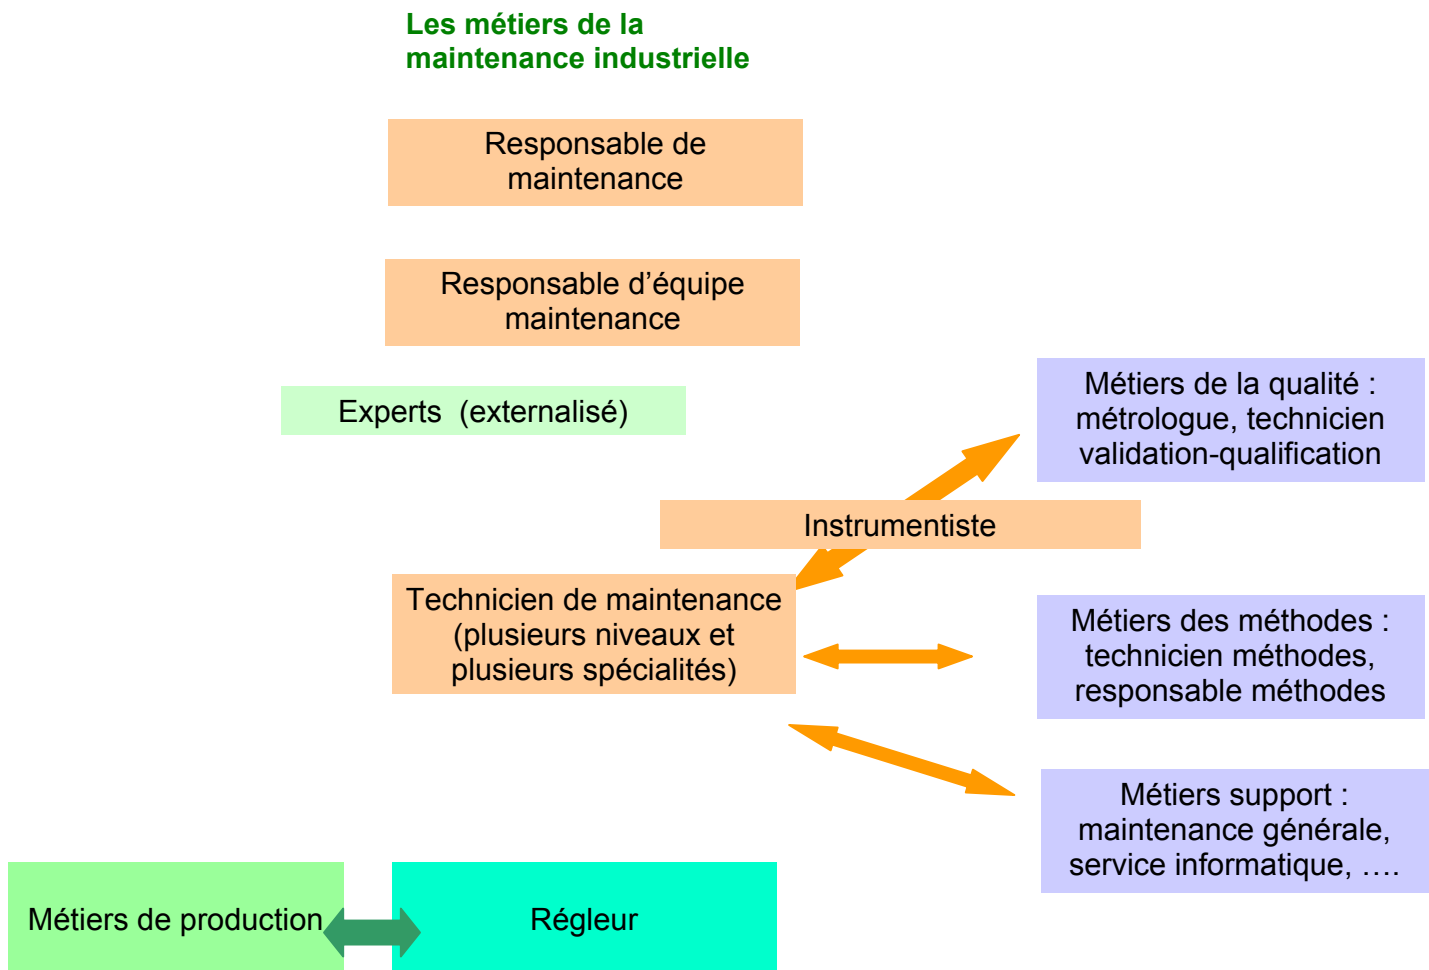 Les métiers de la
maintenance industrielle
Responsable de
maintenance
Responsable d’équipe
maintenance
Experts  (externalisé)
Métiers de la qualité :
métrologue, technicien
validation-qualification
Instrumentiste
Technicien de maintenance
(plusieurs niveaux et
plusieurs spécialités)
Métiers des méthodes :
technicien méthodes,
responsable méthodes
Métiers support :
maintenance générale,
service informatique, ….
Métiers de production
Régleur